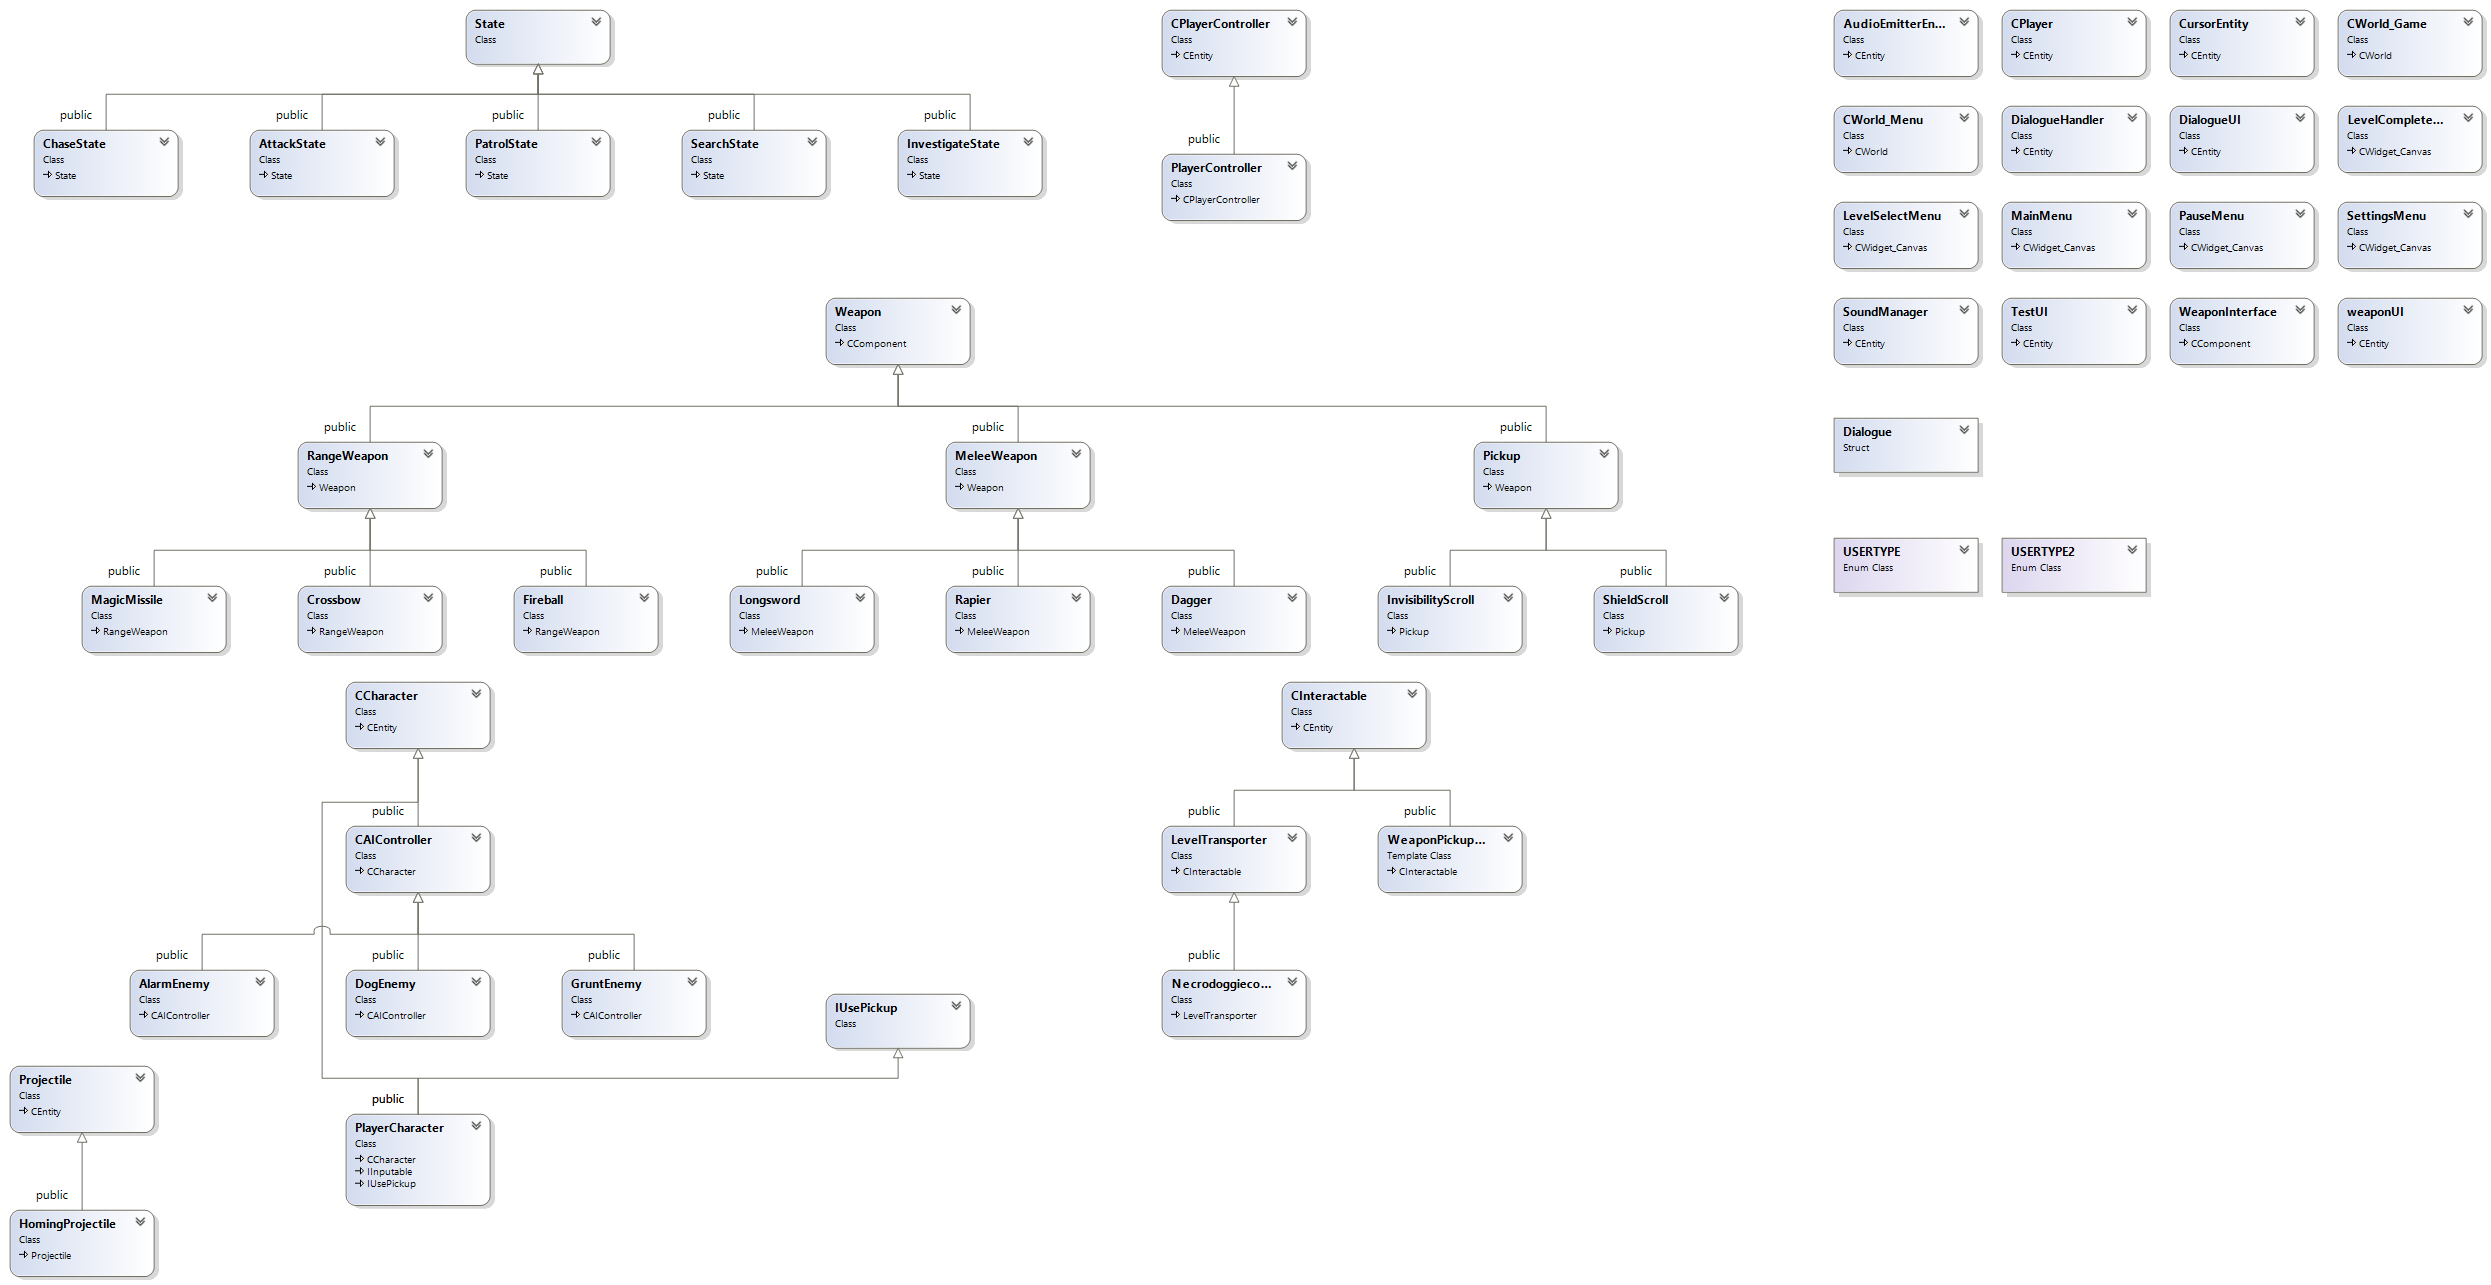 State
Class
CPlayerController
Class
CEntity
AudioEmitterEn...
Class
CEntity
CPlayer
Class
CEntity
CursorEntity
Class
CEntity
CWorld_Game
Class
CWorld
public
public
public
public
public
ChaseState
Class
State
AttackState
Class
State
PatrolState
Class
State
SearchState
Class
State
InvestigateState
Class
State
public
PlayerController
Class
CPlayerController
CWorld_Menu
Class
CWorld
DialogueHandler
Class
CEntity
DialogueUI
Class
CEntity
LevelComplete...
Class
CWidget_Canvas
LevelSelectMenu
Class
CWidget_Canvas
MainMenu
Class
CWidget_Canvas
PauseMenu
Class
CWidget_Canvas
SettingsMenu
Class
CWidget_Canvas
Weapon
Class
CComponent
SoundManager
Class
CEntity
TestUI
Class
CEntity
WeaponInterface
Class
CComponent
weaponUI
Class
CEntity
public
public
public
RangeWeapon
Class
Weapon
MeleeWeapon
Class
Weapon
Pickup
Class
Weapon
Dialogue
Struct
USERTYPE
Enum Class
USERTYPE2
Enum Class
public
public
public
public
public
public
public
public
MagicMissile
Class
RangeWeapon
Crossbow
Class
RangeWeapon
Fireball
Class
RangeWeapon
Longsword
Class
MeleeWeapon
Rapier
Class
MeleeWeapon
Dagger
Class
MeleeWeapon
InvisibilityScroll
Class
Pickup
ShieldScroll
Class
Pickup
CCharacter
Class
CEntity
CInteractable
Class
CEntity
public
public
public
CAIController
Class
CCharacter
LevelTransporter
Class
CInteractable
WeaponPickup...
Template Class
CInteractable
public
public
public
public
AlarmEnemy
Class
CAIController
DogEnemy
Class
CAIController
GruntEnemy
Class
CAIController
IUsePickup
Class
Necrodoggieco...
Class
LevelTransporter
Projectile
Class
CEntity
public
PlayerCharacter
Class
CCharacter
IInputable
IUsePickup
public
HomingProjectile
Class
Projectile